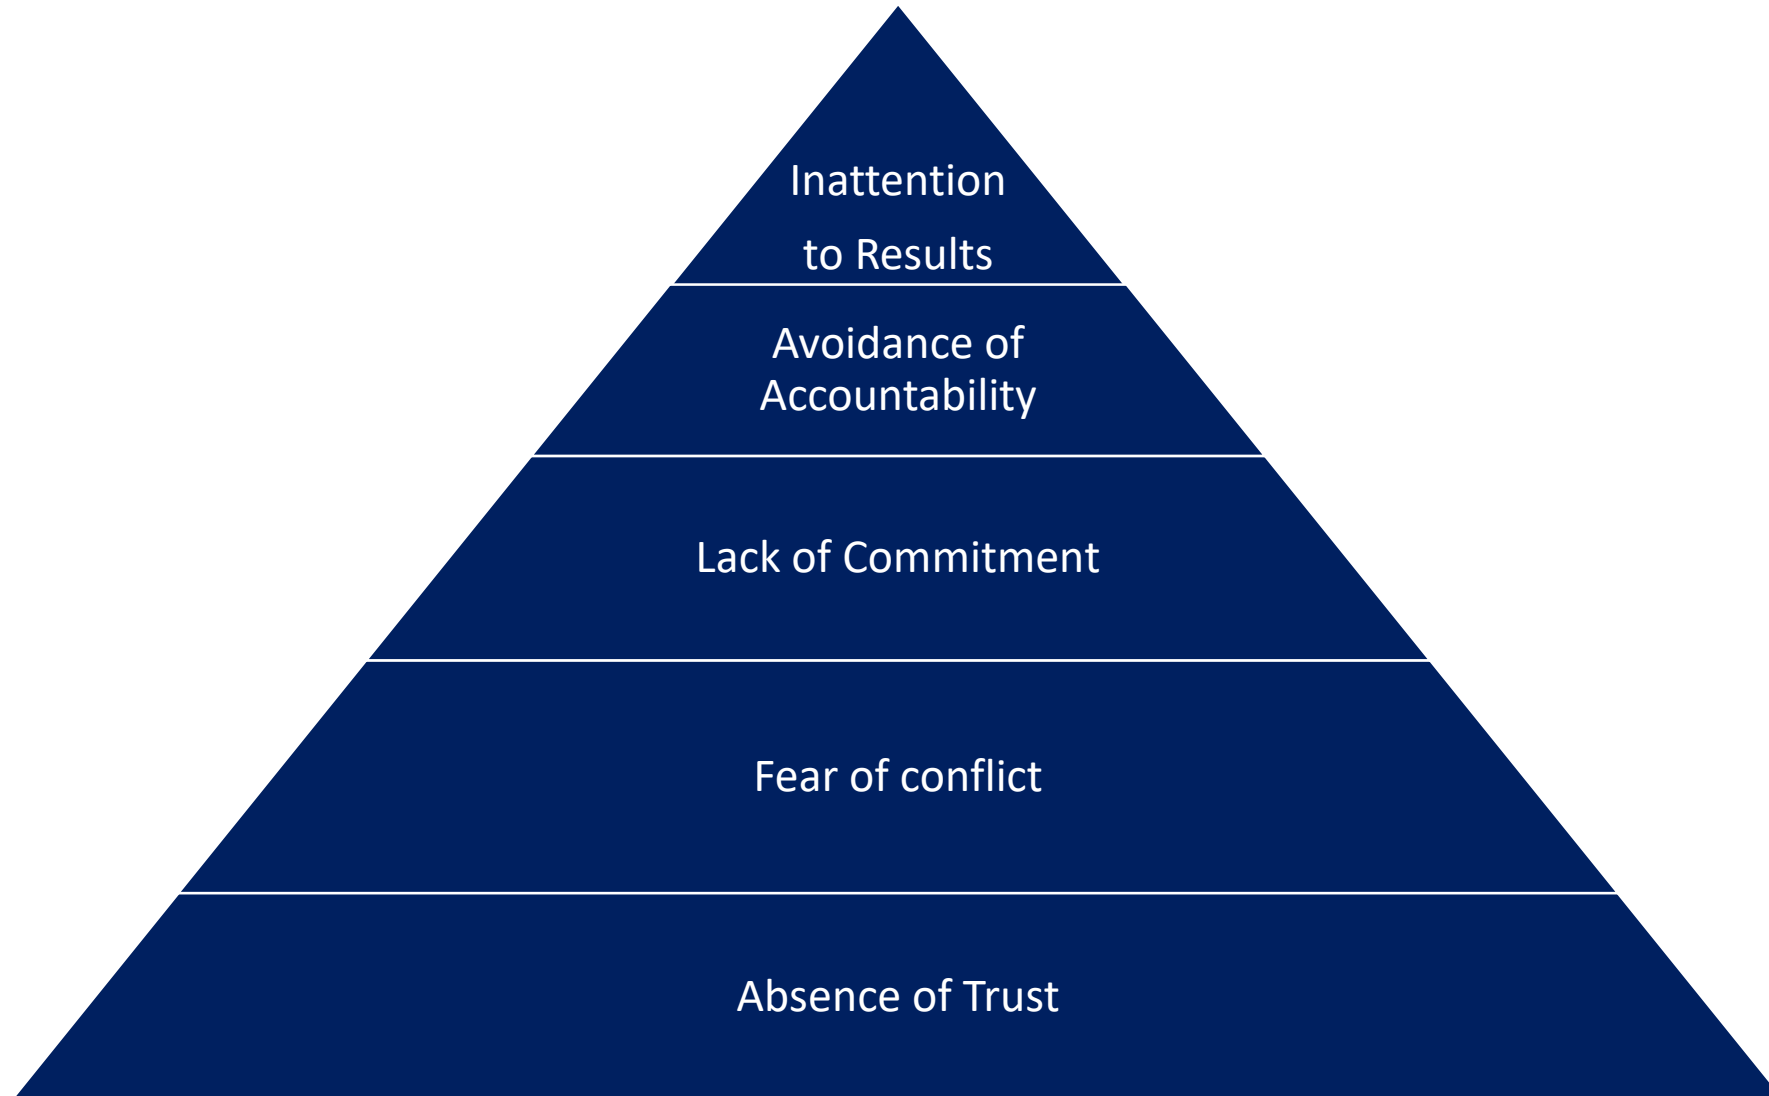 Inattention
to Results
Avoidance of
Accountability
Lack of Commitment
Fear of conflict
Absence of Trust